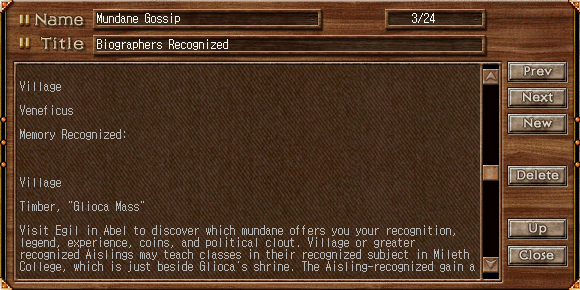 Name Mundane Gossip 3/24
Title Biographers Recognized
Village
Veneficus
Memory Recognized:
Village
Timber, "Glioca Mass"
Visit Egil in Abel to discover which mundane offers you your recognition,
legend, experience, coins, and political clout. Village or greater
recognized Aislings may teach classes in their recognized subject in Mileth
College, which is just beside Glioca's shrine. The Aisling-recognized gain a
Prev
Next
New
Delete
Up
Close